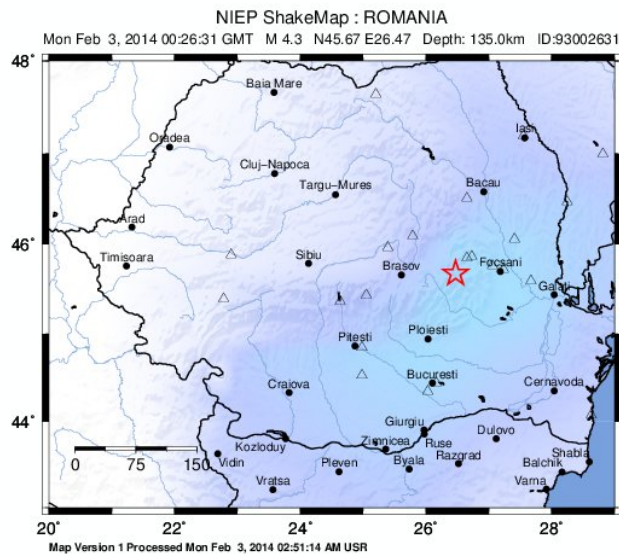 NIEP ShakeMap : ROMANIA
Mon Feb 3, 2014 00:26:31 GMT M 4.3 N45.67 E26.47 Depth: 135.0km ID:93002631
48°
Baia Mare
Oradea
Iasi
Cluj-Napoca
Targu-Mures
Bacau
Arad
46°
Timisoara
Sibiu
Brasov
Focsani
Galati
Ploiesti
Pitesti
Bucuresti
Craiova
Cernavoda
44°
Giurgiu
Dulovo
Kozloduy
Zimnicea
Ruse
0 75 150
Vidin
Pleven
Byala
Razgrad
Shabla
Balchik
Vratsa
Varna
20° 22° 24° 26° 28°
Map Version 1 Processed Mon Feb 3, 2014 02:51:14 AM USR